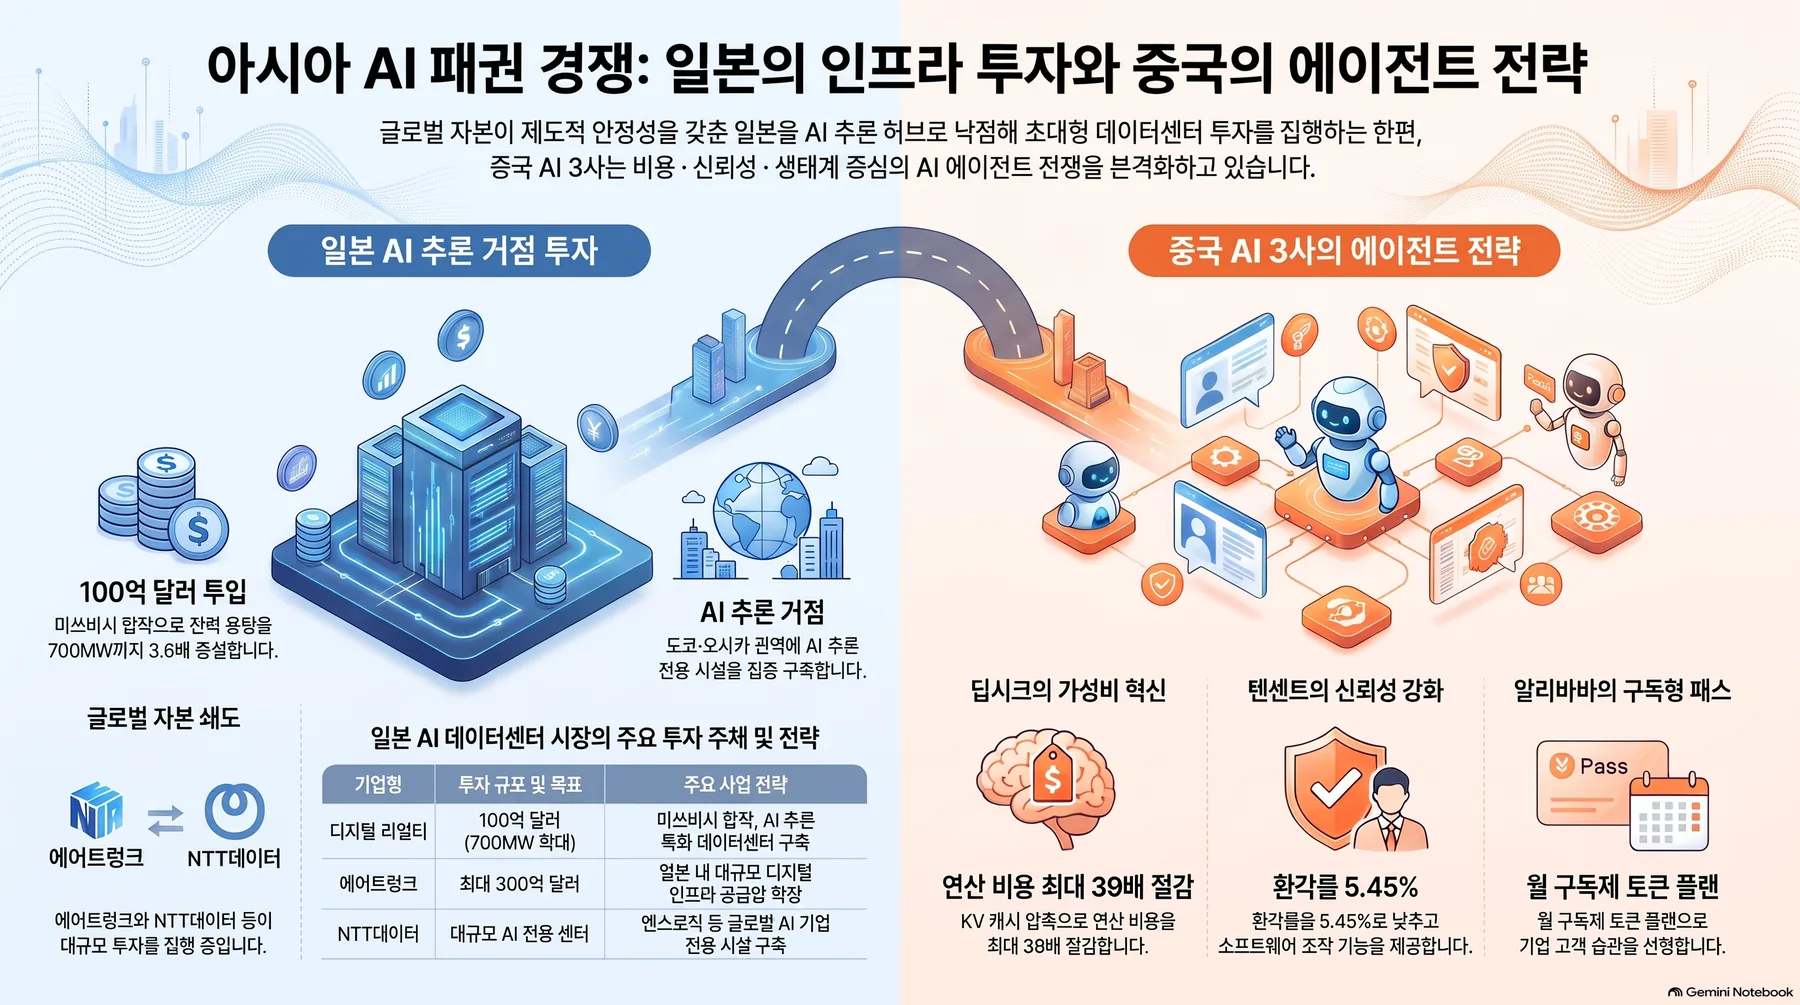 아시아 AI 패권 경쟁: 일본의 인프라 투자와 중국의 에이전트 전략
글로벌 자본이 제도적 안정성을 갖춘 일본을 AI 추론 허브로 낙점해 초대형 데이터센터 투자를 집행하는 한편,
중국 AI 3사는 비용 · 신뢰성 · 생태계 중심의 AI 에이전트 전쟁을 본격화하고 있습니다.
일본 AI 추론 거점 투자
100억 달러 투입
미쓰비시 합작으로 잔력 용탕을
700MW까지 3.6배 증설합니다.
AI 추론 거점
도코·오시카 권역에 AI 추론
전용 시설을 집증 구족합니다.
글로벌 자본 쇄도
에어트렁크
NTT데이터
에어트렁크와 NTT데이터 등이
대규모 투자를 집행 증입니다.
일본 AI 데이터센터 시장의 주요 투자 주채 및 전략
기업헝
투자 규포 및 목표
주요 사업 전략
디지털 리얼티
100억 달러
(700MW 학대)
미쓰비시 합작, AI 추른
특화 데이터센터 구축
에어트렁크
최대 300억 달러
얼본 내 대규모 디지털
인프라 공급압 학장
NTT데이터
대규모 AI 전용 센터
엔스로직 등 글로벌 AI 기업
전용 시설 구축
중국 AI 3사의 에이전트 전략
딥시크의 가성비 혁신
연산 비용 최대 39배 절감
KV 캐시 압축으로 연산 비용을
최대 38배 절감합니다.
텐센트의 신뢰성 강화
환각률 5.45%
환각률을 5.45%로 낮추고
소프트웨어 조작 기능을 제공합니다.
알리바바의 구독형 패스
Pass
월 구독제 토큰 플랜
월 구독제 토큰 플랜으로
기업 고객 습관을 선형합니다.
Gemini Notebook